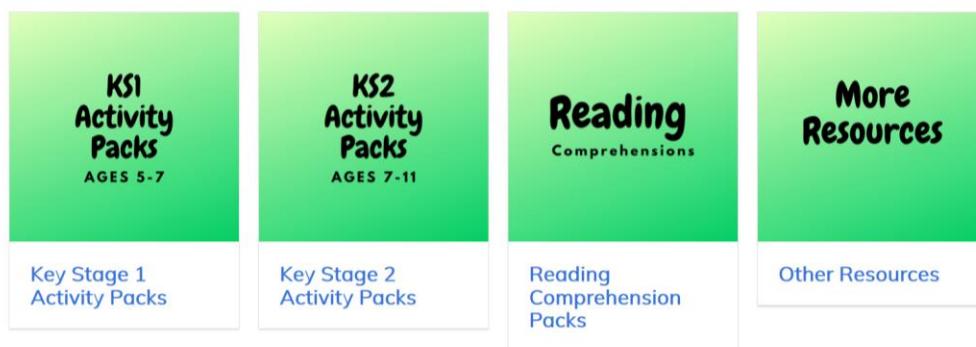 KS1
Activity
Packs
AGES 5-7
Key Stage 1
Activity Packs
KS2
Activity
Packs
AGES 7-11
Key Stage 2
Activity Packs
Reading
Comprehensions
Reading
Comprehension
Packs
More
Resources
Other Resources